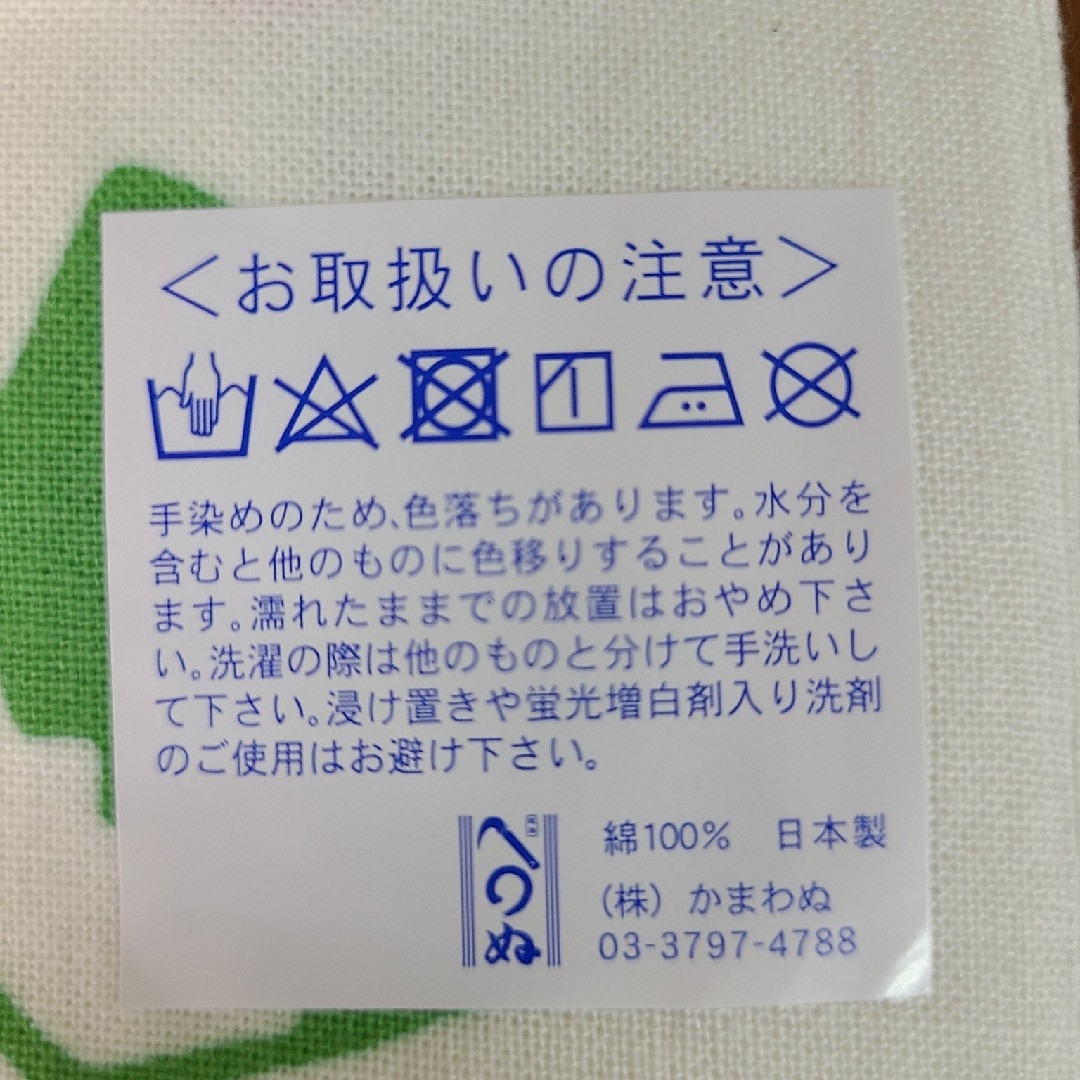 ＜お取扱いの注意＞
手染めのため、色落ちがあります。水分を
含むと他のものに色移りすることがあり
ます。濡れたままでの放置はおやめ下さ
い。洗濯の際は他のものと分けて手洗いし
て下さい。浸け置きや蛍光増白剤入り洗剤
のご使用はお避け下さい。
綿100%　日本製
（株）かまわぬ
03-3797-4788